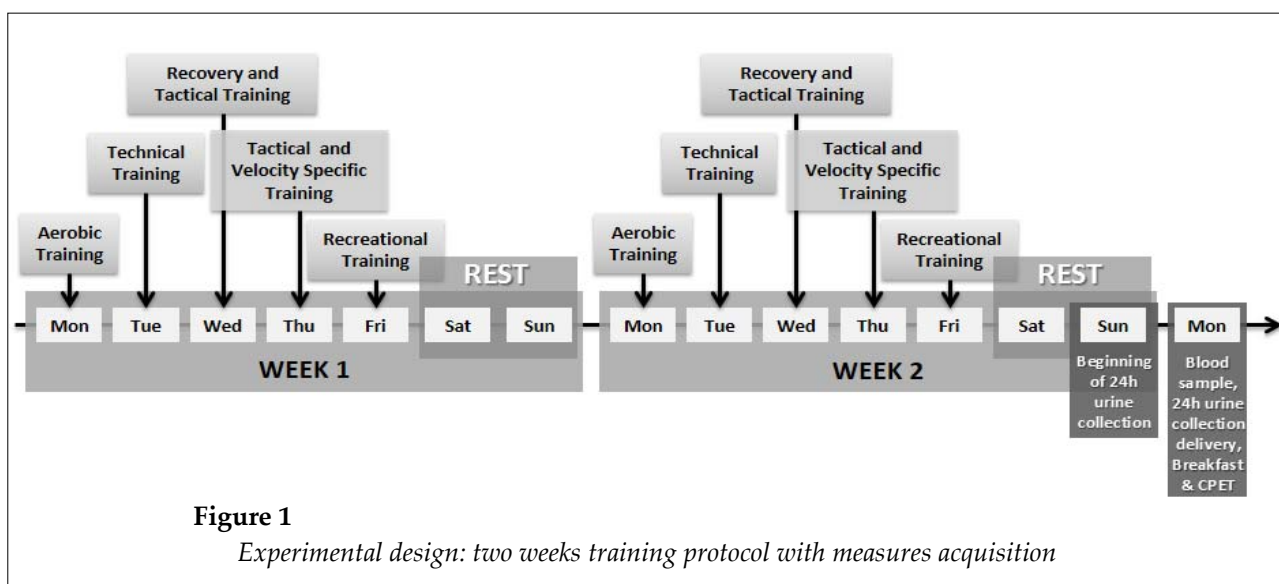 Recovery and
Tactical Training
Technical
Training
Tactical and
Velocity Specific
Training
Aerobic
Training
Recreational
Training
REST
Mon
Tue
Wed
Thu
Fri
Sat
Sun
WEEK 1
Recovery and
Tactical Training
Technical
Training
Tactical and
Velocity Specific
Training
Aerobic
Training
Recreational
Training
REST
Mon
Tue
Wed
Thu
Fri
Sat
Sun
WEEK 2
Beginning
of 24h
urine
collection
Mon
Blood
sample,
24h urine
collection
delivery,
Breakfast
& CPET
Figure 1
Experimental design: two weeks training protocol with measures acquisition